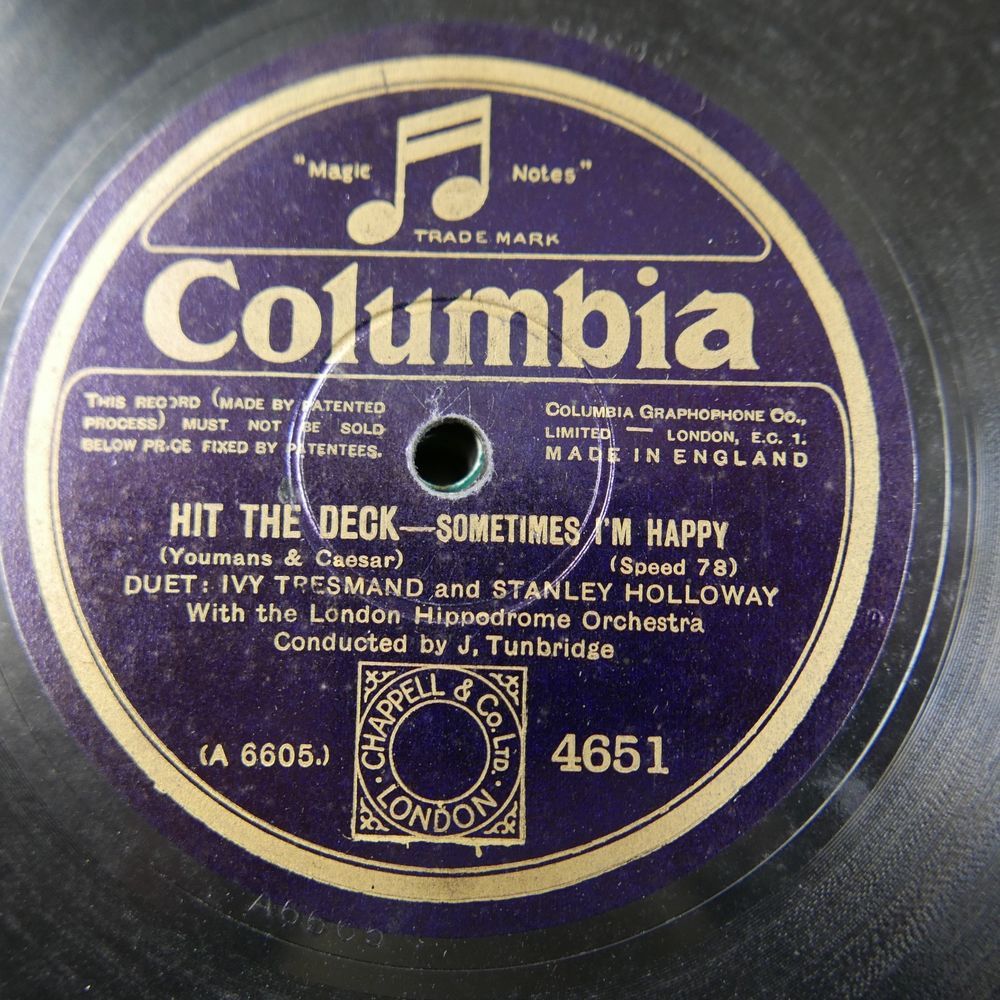 "Magic Notes"
TRADE MARK
Columbia
THIS RECORD (MADE BY PATENTED
PROCESS) MUST NOT BE SOLD
BELOW PRICE FIXED BY PATENTEES.
COLUMBIA GRAPHOPHONE CO.,
LIMITED — LONDON, E.C. 1.
MADE IN ENGLAND
HIT THE DECK—SOMETIMES I'M HAPPY
(Youmans & Caesar) (Speed 78)
DUET: IVY TRESMAND and STANLEY HOLLOWAY
With the London Hippodrome Orchestra
Conducted by J. Tunbridge
(A 6605.)
CHAPPELL & CO. LTD.
LONDON
4651
A6605